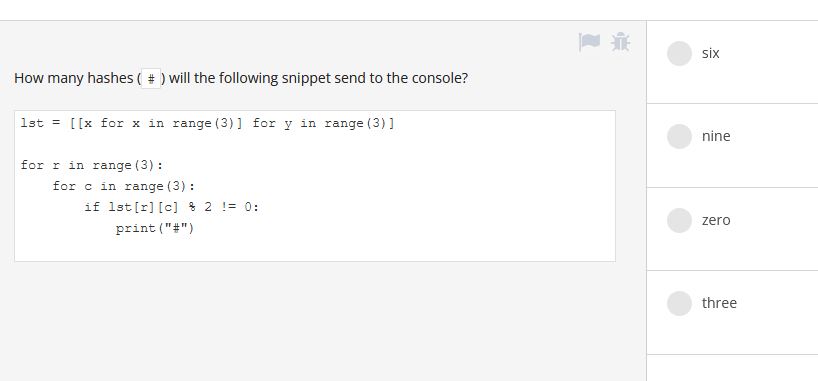 How many hashes ( # ) will the following snippet send to the console?
lst = [[x for x in range(3)] for y in range(3)]
for r in range(3):
    for c in range(3):
        if lst[r][c] % 2 != 0:
            print("#")
six
nine
zero
three